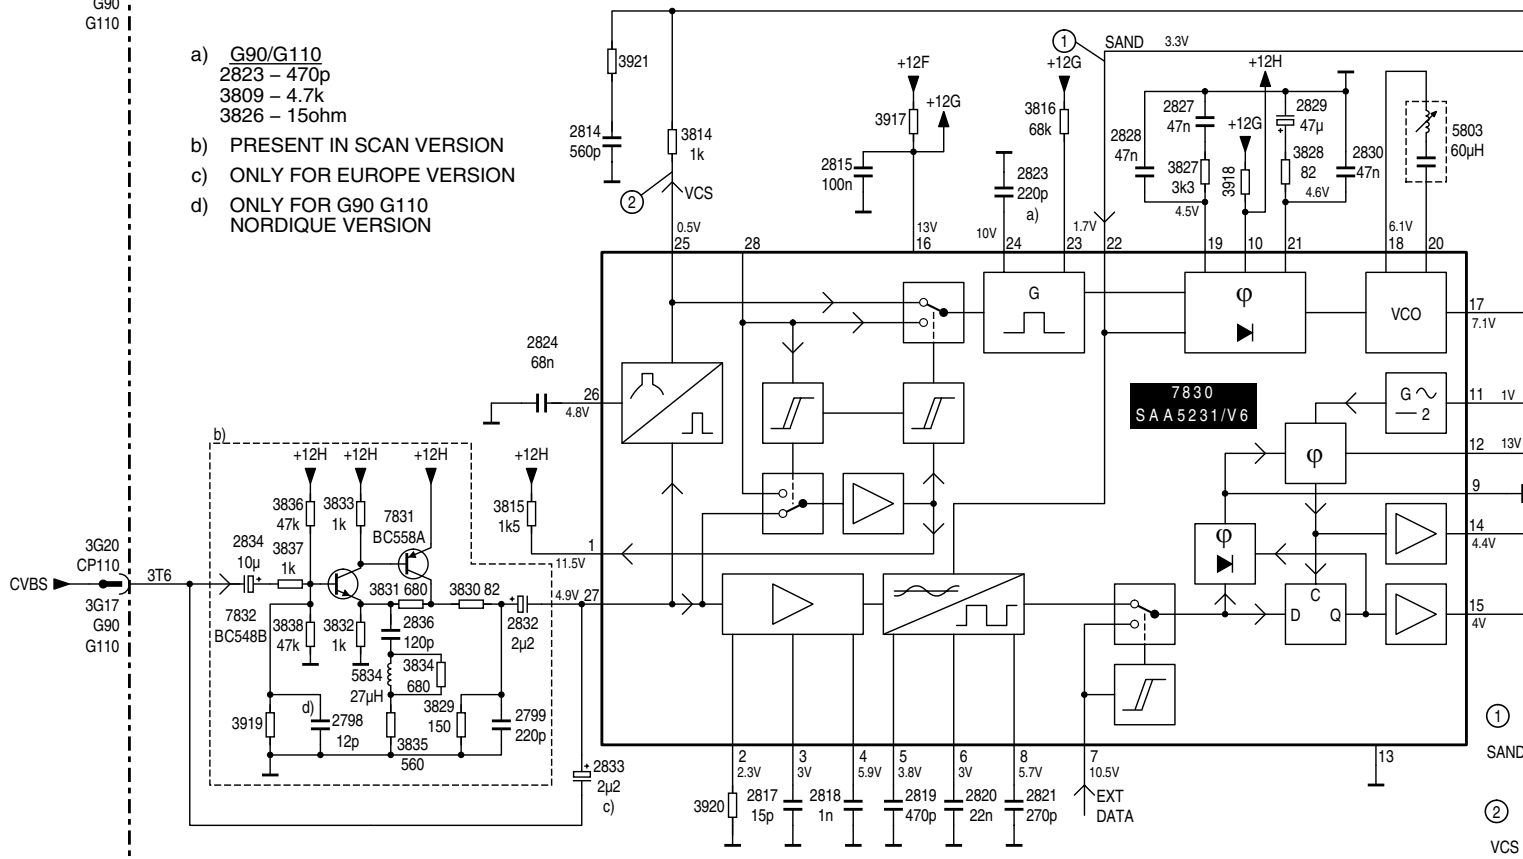 G90
G110
a) G90/G110
2823 – 470p
3809 – 4.7k
3826 – 15ohm
b) PRESENT IN SCAN VERSION
c) ONLY FOR EUROPE VERSION
d) ONLY FOR G90 G110
NORDIQUE VERSION
3921
2814
560p
3814
1k
2
VCS
0.5V
25
28
+12F
3917
+12G
2815
100n
13V
16
1
SAND
3.3V
+12G
3816
68k
2823
220p
a)
10V
24
1.7V
23
22
2828
47n
2827
47n
3827
3k3
4.5V
19
+12H
+12G
3918
10
2829
47µ
3828
82
4.6V
21
2830
47n
5803
60µH
6.1V
18
20
G
φ
VCO
17
7.1V
2824
68n
26
4.8V
7830
SAA5231/V6
G
2
11
1V
φ
12
13V
9
φ
14
4.4V
C
D
Q
15
4V
b)
+12H
+12H
+12H
+12H
3836
47k
3833
1k
7831
BC558A
3815
1k5
1
11.5V
3G20
CP110
CVBS
3G17
G90
G110
3T6
2834
10µ
3837
1k
7832
BC548B
3838
47k
3832
1k
3831
680
3830
82
2836
120p
2832
2µ2
4.9V
27
5834
27µH
3834
680
3919
d)
2798
12p
3829
150
3835
560
2799
220p
2833
2µ2
c)
2
2.3V
3
3V
4
5.9V
5
3.8V
6
3V
8
5.7V
7
10.5V
13
3920
2817
15p
2818
1n
2819
470p
2820
22n
2821
270p
EXT
DATA
1
SAND
2
VCS